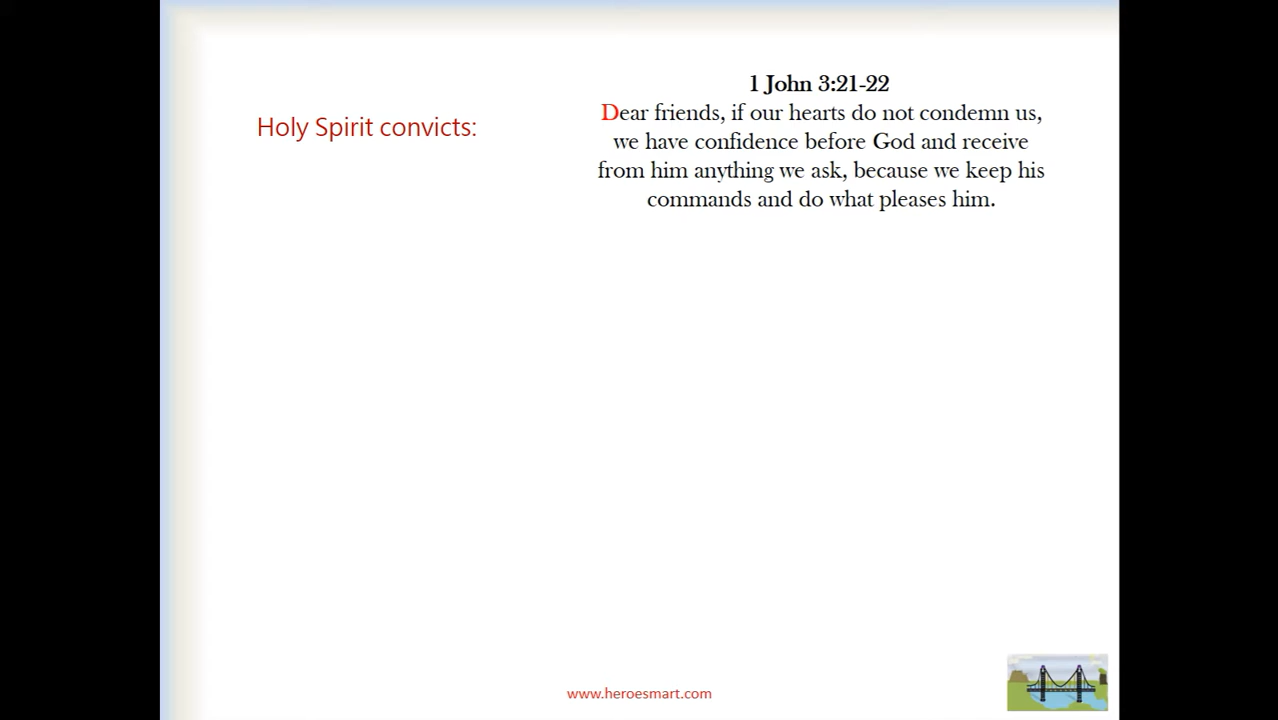 Holy Spirit convicts:
1 John 3:21-22
Dear friends, if our hearts do not condemn us,
we have confidence before God and receive
from him anything we ask, because we keep his
commands and do what pleases him.
www.heroesmart.com